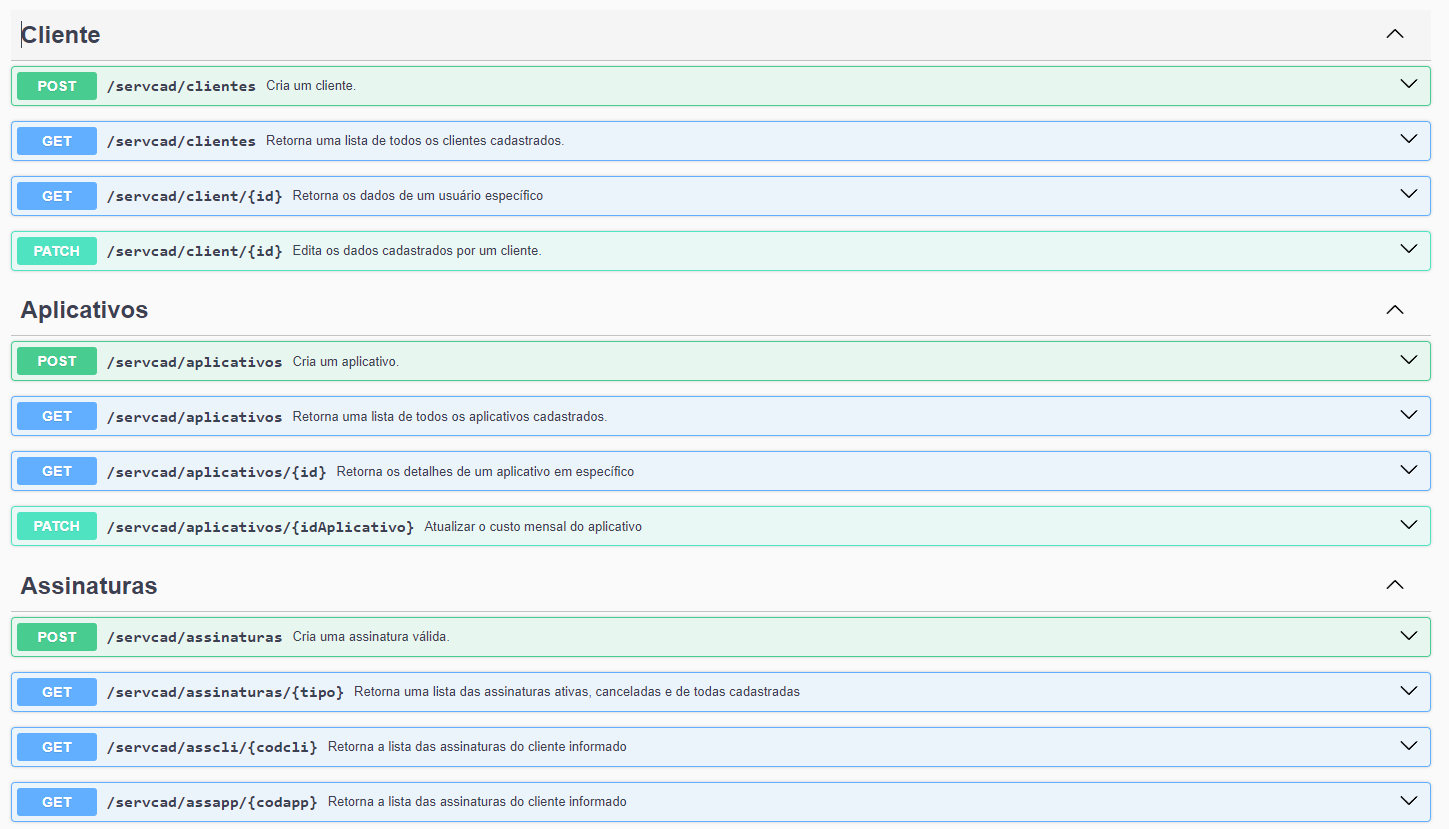 Cliente
POST /servcad/clientes Cria um cliente.
GET /servcad/clientes Retorna uma lista de todos os clientes cadastrados.
GET /servcad/client/{id} Retorna os dados de um usuário específico
PATCH /servcad/client/{id} Edita os dados cadastrados por um cliente.
Aplicativos
POST /servcad/aplicativos Cria um aplicativo.
GET /servcad/aplicativos Retorna uma lista de todos os aplicativos cadastrados.
GET /servcad/aplicativos/{id} Retorna os detalhes de um aplicativo em específico
PATCH /servcad/aplicativos/{idAplicativo} Atualizar o custo mensal do aplicativo
Assinaturas
POST /servcad/assinaturas Cria uma assinatura válida.
GET /servcad/assinaturas/{tipo} Retorna uma lista das assinaturas ativas, canceladas e de todas cadastradas
GET /servcad/asscli/{codcli} Retorna a lista das assinaturas do cliente informado
GET /servcad/assapp/{codapp} Retorna a lista das assinaturas do cliente informado